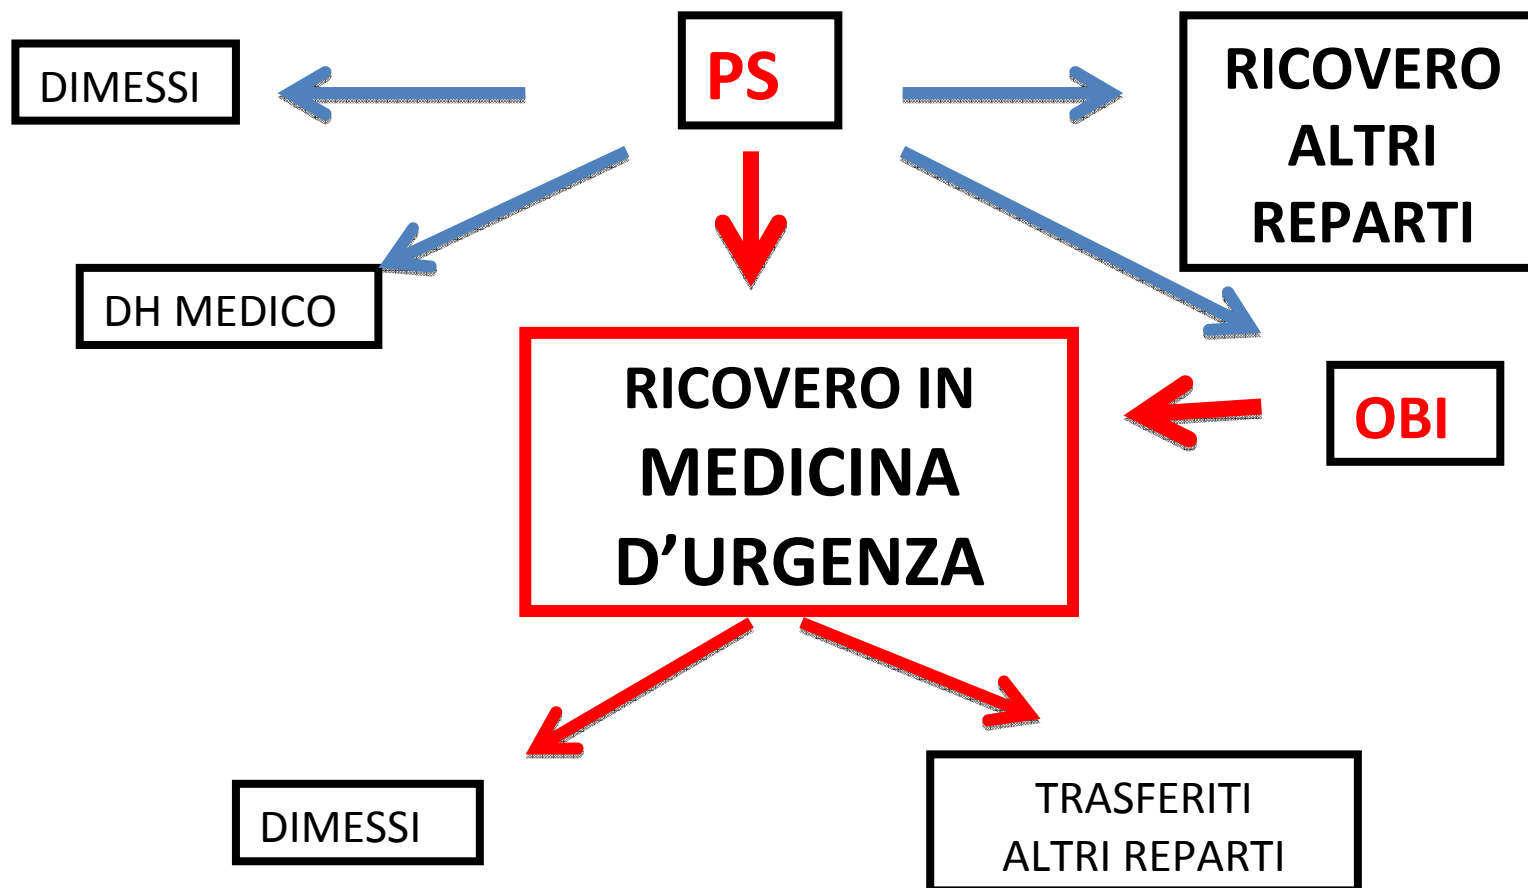 DIMESSI
PS
RICOVERO
ALTRI
REPARTI
DH MEDICO
RICOVERO IN
MEDICINA
D’URGENZA
OBI
DIMESSI
TRASFERITI
ALTRI REPARTI